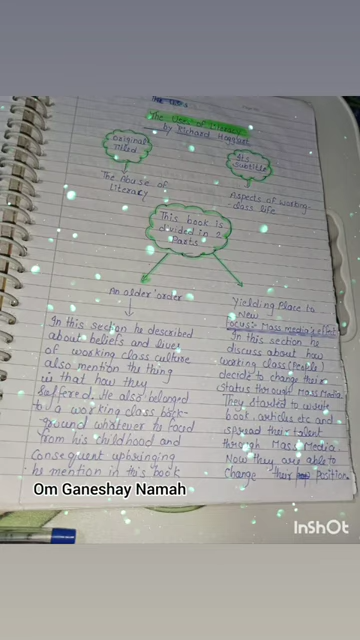 The Uses of Literacy
by Richard Hoggart
Original
Titled
The Abuse of
Literacy
Its
Subtitle
Aspects of working-
class life
This book is
divided in 2
Parts
An older 'order'
In this section he described
about beliefs and lives
of working class culture
also mention the thing
is that how they
suffered. He also belonged
to a working class back-
ground whatever he faced
from his childhood and
Consequent upbringing
he mention in this book
Yielding Place to
New
Focus:- Mass media's effect
In this section he
discuss about how
working class (People)
decide to change their
status through Mass Media
They started to write
book, articles etc and
spread their talent
through Mass Media
Now they are able to
change their position.
Om Ganeshay Namah
InShOt